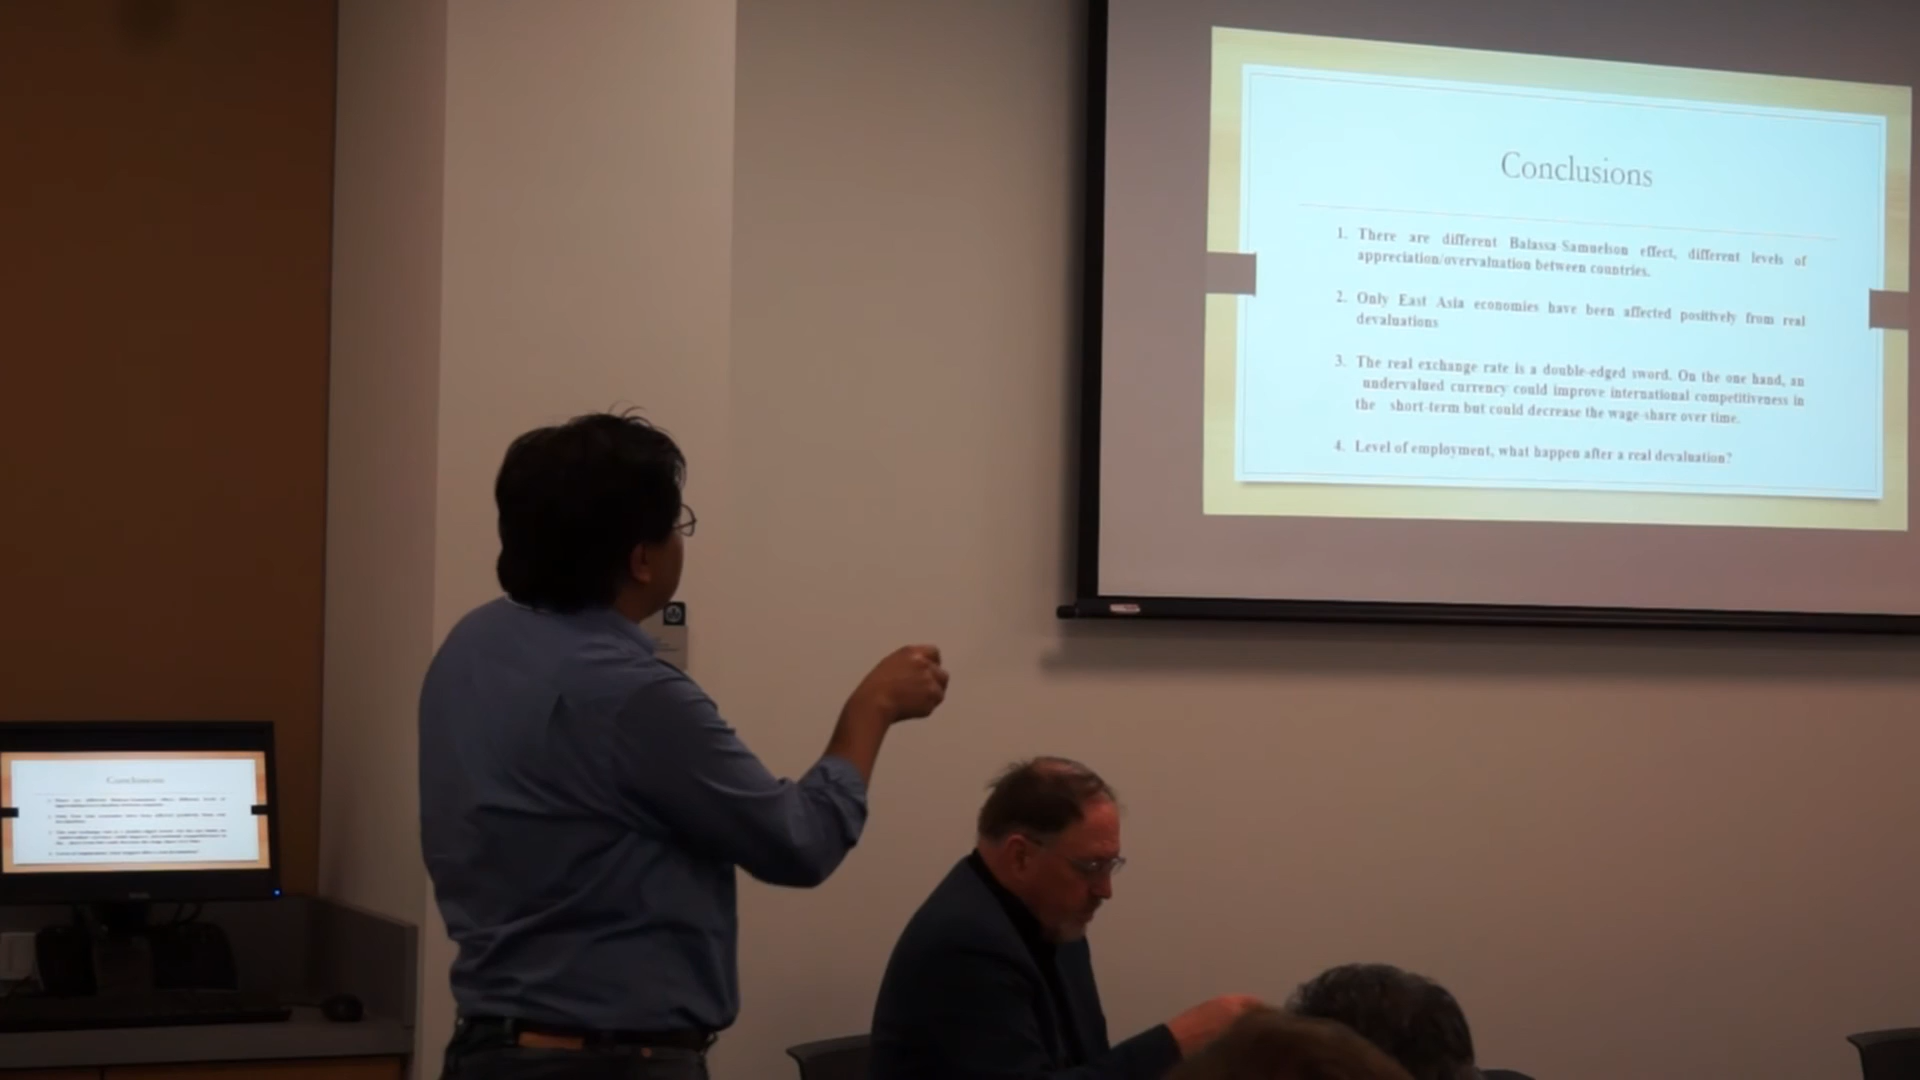 Conclusions
1. There are different Balassa-Samuelson effect, different levels of
appreciation/overvaluation between countries.
2. Only East Asia economies have been affected positively from real
devaluations
3. The real exchange rate is a double-edged sword. On the one hand, an
undervalued currency could improve international competitiveness in
the short-term but could decrease the wage-share over time.
4. Level of employment, what happen after a real devaluation?
Conclusions